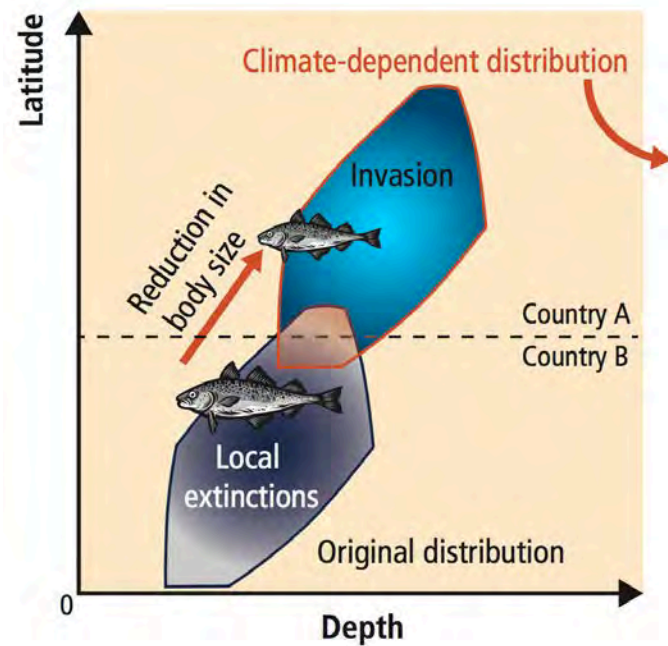 Latitude
Climate-dependent distribution
Invasion
Reduction in
body size
Country A
Country B
Local
extinctions
Original distribution
0
Depth